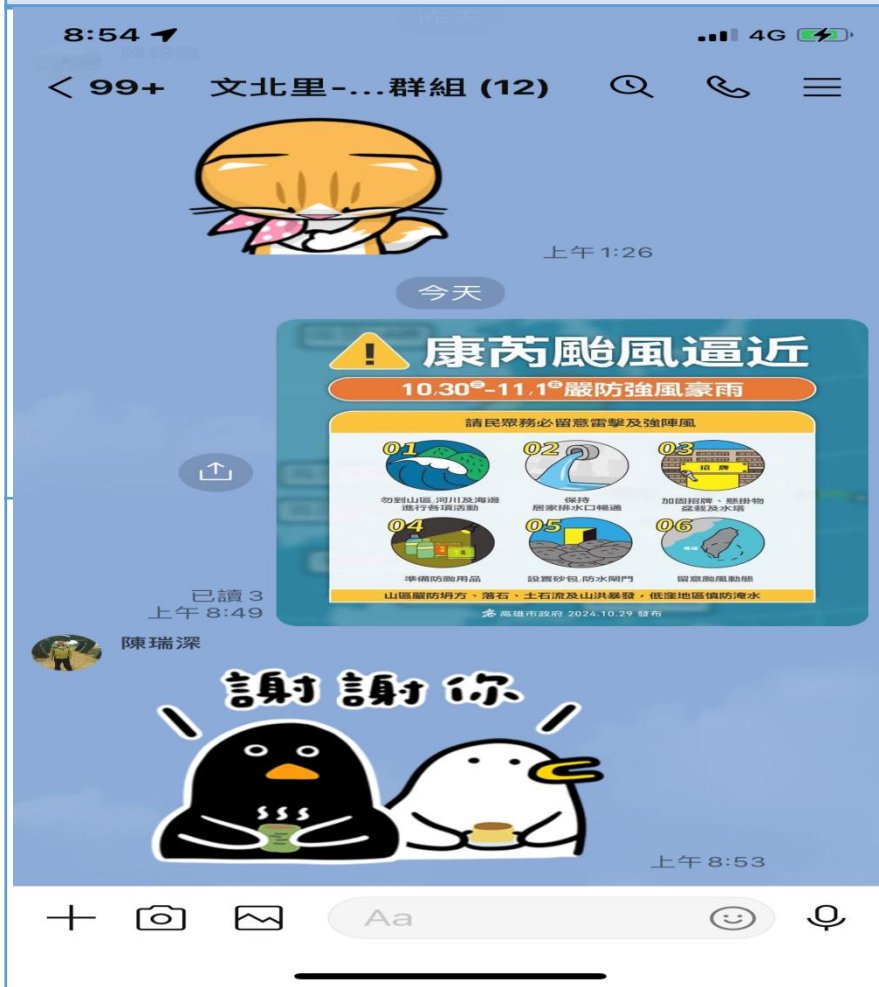 昨天
8:54
4G
99+ 文北里-...群組 (12)
上午 1:26
今天
康芮颱風逼近
10/30㊂-11/1㊄嚴防強風豪雨
請民眾務必留意雷擊及強陣風
01
勿到山區.河川及海邊
進行各項活動
02
保持
居家排水口暢通
03
招牌
加固招牌、懸掛物
盆栽及水塔
04
準備防颱用品
05
設置砂包.防水閘門
06
留意颱風動態
山區嚴防坍方、落石、土石流及山洪暴發，低窪地區慎防淹水
高雄市政府 2024.10.29 發布
已讀 3
上午 8:49
陳瑞深
謝謝你
上午 8:53
Aa